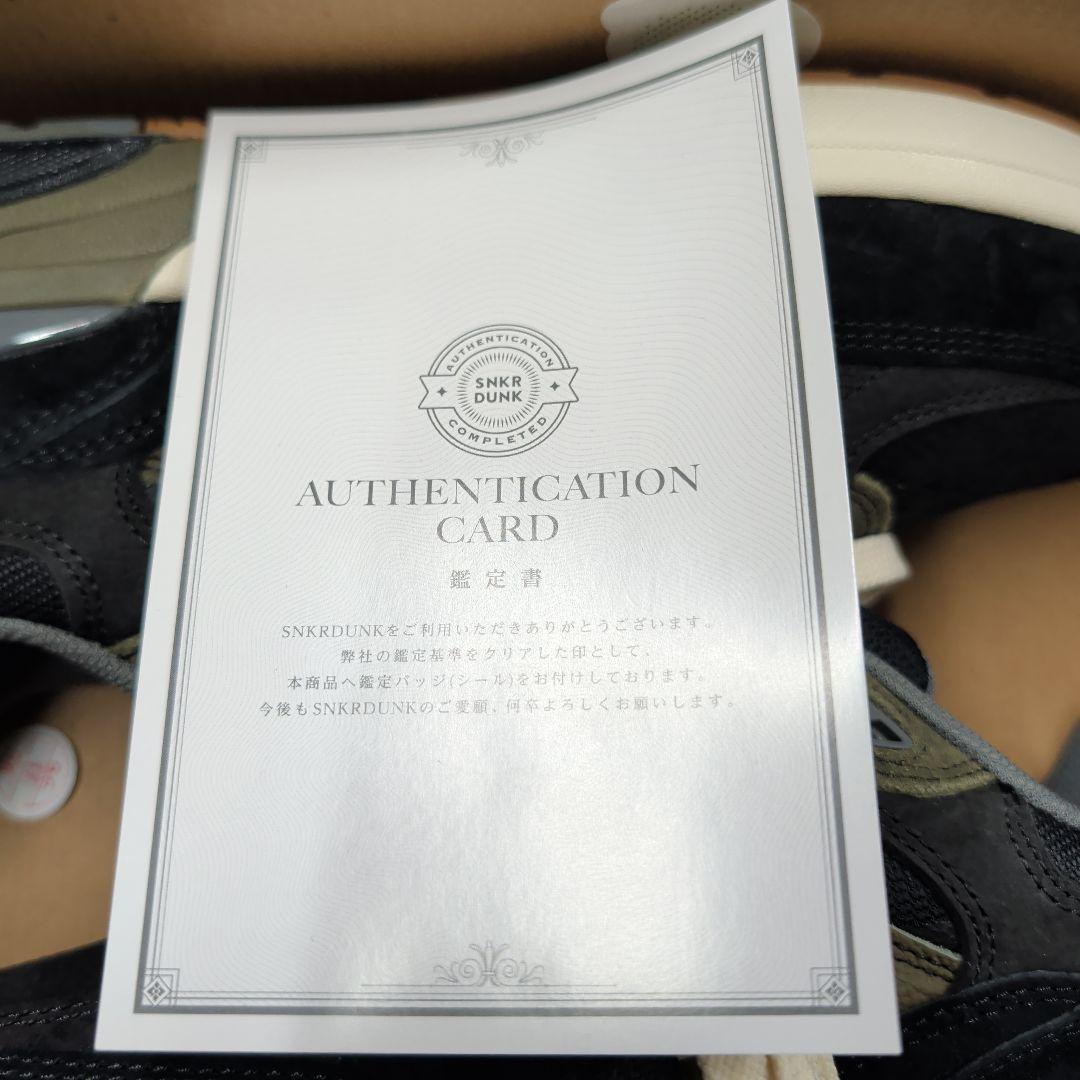 AUTHENTICATION
SNKR
DUNK
COMPLETED
AUTHENTICATION
CARD
鑑定書
SNKRDUNKをご利用いただきありがとうございます。
弊社の鑑定基準をクリアした印として、
本商品へ鑑定バッジ(シール)をお付けしております。
今後もSNKRDUNKのご愛顧、何卒よろしくお願いします。